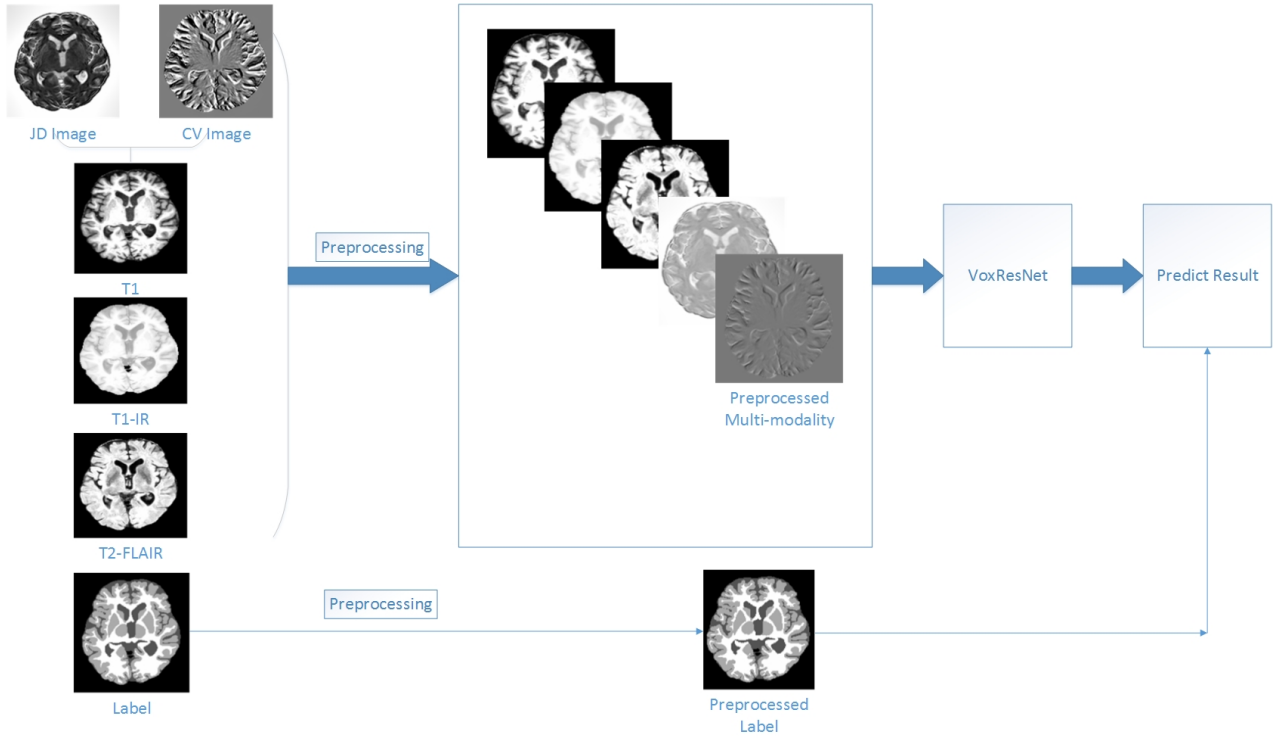 JD Image
CV Image
T1
T1-IR
T2-FLAIR
Label
Preprocessing
Preprocessing
Preprocessed
Multi-modality
Preprocessed
Label
VoxResNet
Predict Result